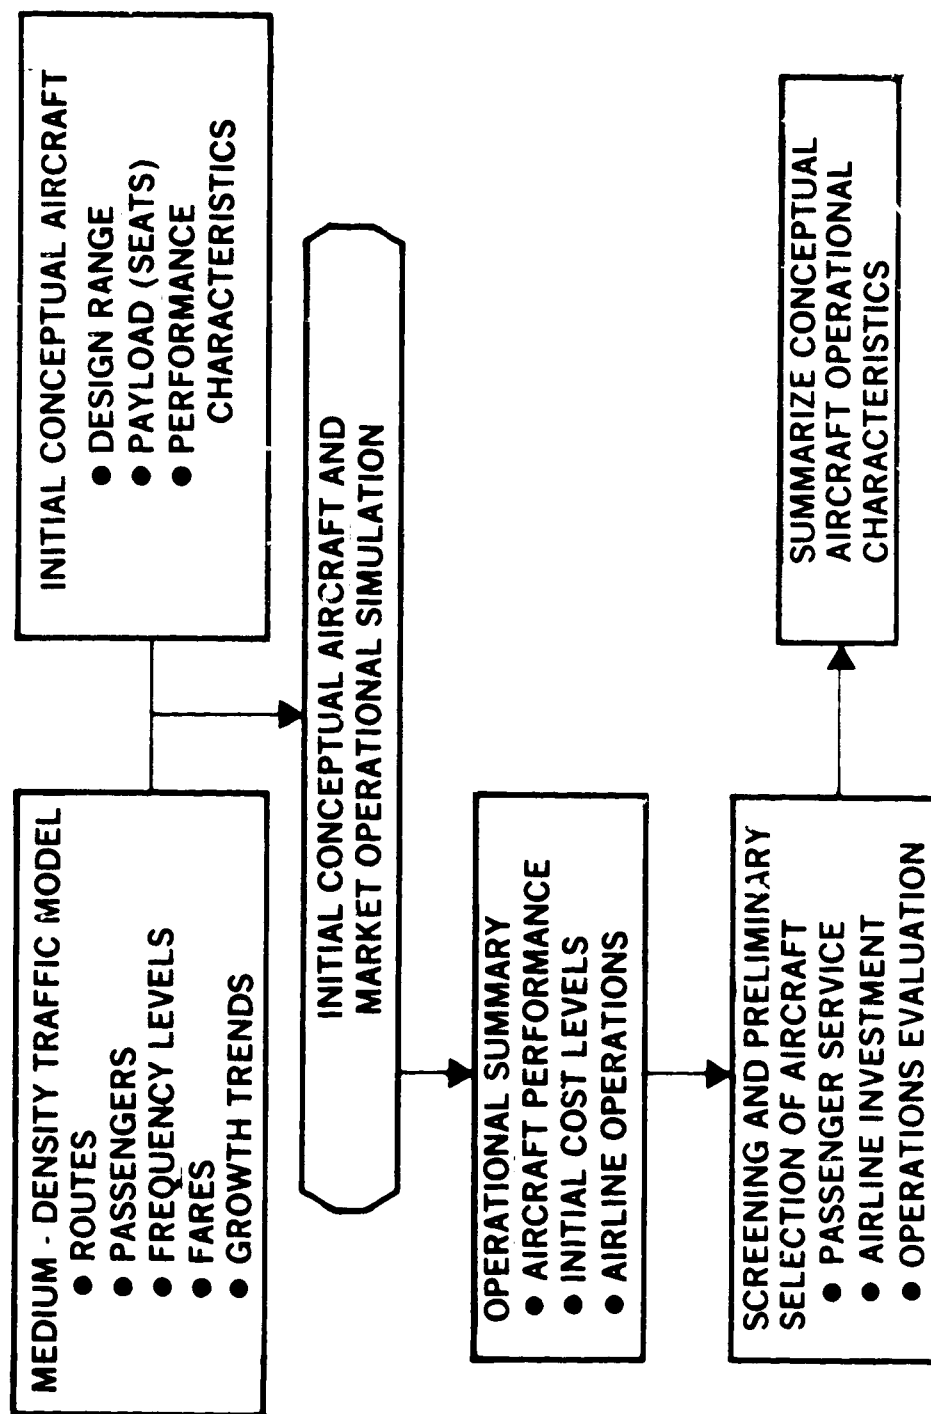 MEDIUM - DENSITY TRAFFIC MODEL
● ROUTES
● PASSENGERS
● FREQUENCY LEVELS
● FARES
● GROWTH TRENDS
INITIAL CONCEPTUAL AIRCRAFT
● DESIGN RANGE
● PAYLOAD (SEATS)
● PERFORMANCE
CHARACTERISTICS
INITIAL CONCEPTUAL AIRCRAFT AND
MARKET OPERATIONAL SIMULATION
OPERATIONAL SUMMARY
● AIRCRAFT PERFORMANCE
● INITIAL COST LEVELS
● AIRLINE OPERATIONS
SCREENING AND PRELIMINARY
SELECTION OF AIRCRAFT
● PASSENGER SERVICE
● AIRLINE INVESTMENT
● OPERATIONS EVALUATION
SUMMARIZE CONCEPTUAL
AIRCRAFT OPERATIONAL
CHARACTERISTICS